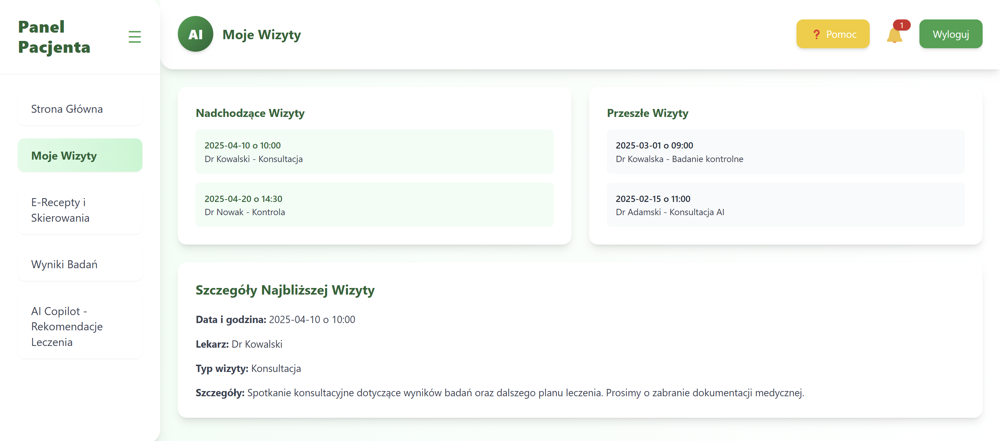 Panel
Pacjenta
Strona Główna
Moje Wizyty
E-Recepty i
Skierowania
Wyniki Badań
AI Copilot -
Rekomendacje
Leczenia
AI
Moje Wizyty
❓ Pomoc
1
Wyloguj
Nadchodzące Wizyty
2025-04-10 o 10:00
Dr Kowalski - Konsultacja
2025-04-20 o 14:30
Dr Nowak - Kontrola
Przeszłe Wizyty
2025-03-01 o 09:00
Dr Kowalska - Badanie kontrolne
2025-02-15 o 11:00
Dr Adamski - Konsultacja AI
Szczegóły Najbliższej Wizyty
Data i godzina: 2025-04-10 o 10:00
Lekarz: Dr Kowalski
Typ wizyty: Konsultacja
Szczegóły: Spotkanie konsultacyjne dotyczące wyników badań oraz dalszego planu leczenia. Prosimy o zabranie dokumentacji medycznej.